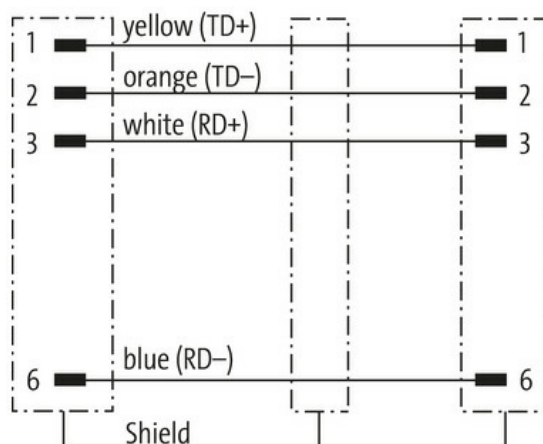 1 yellow (TD+) 1
2 orange (TD–) 2
3 white (RD+) 3
6 blue (RD–) 6
Shield